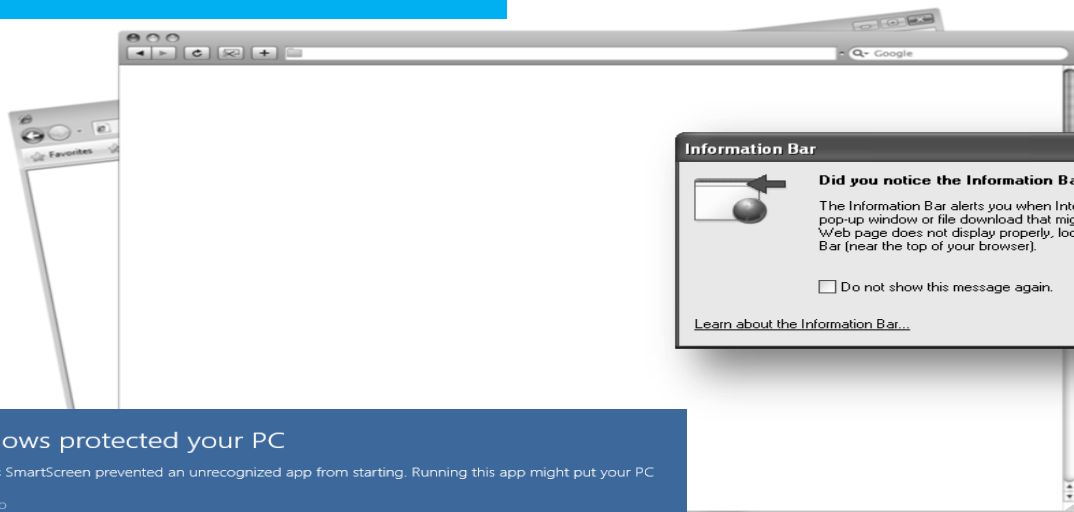 Google
Favorites
Information Bar
Did you notice the Information Ba
The Information Bar alerts you when Inte
pop-up window or file download that mig
Web page does not display properly, loo
Bar (near the top of your browser).
Do not show this message again.
Learn about the Information Bar...
ows protected your PC
SmartScreen prevented an unrecognized app from starting. Running this app might put your PC